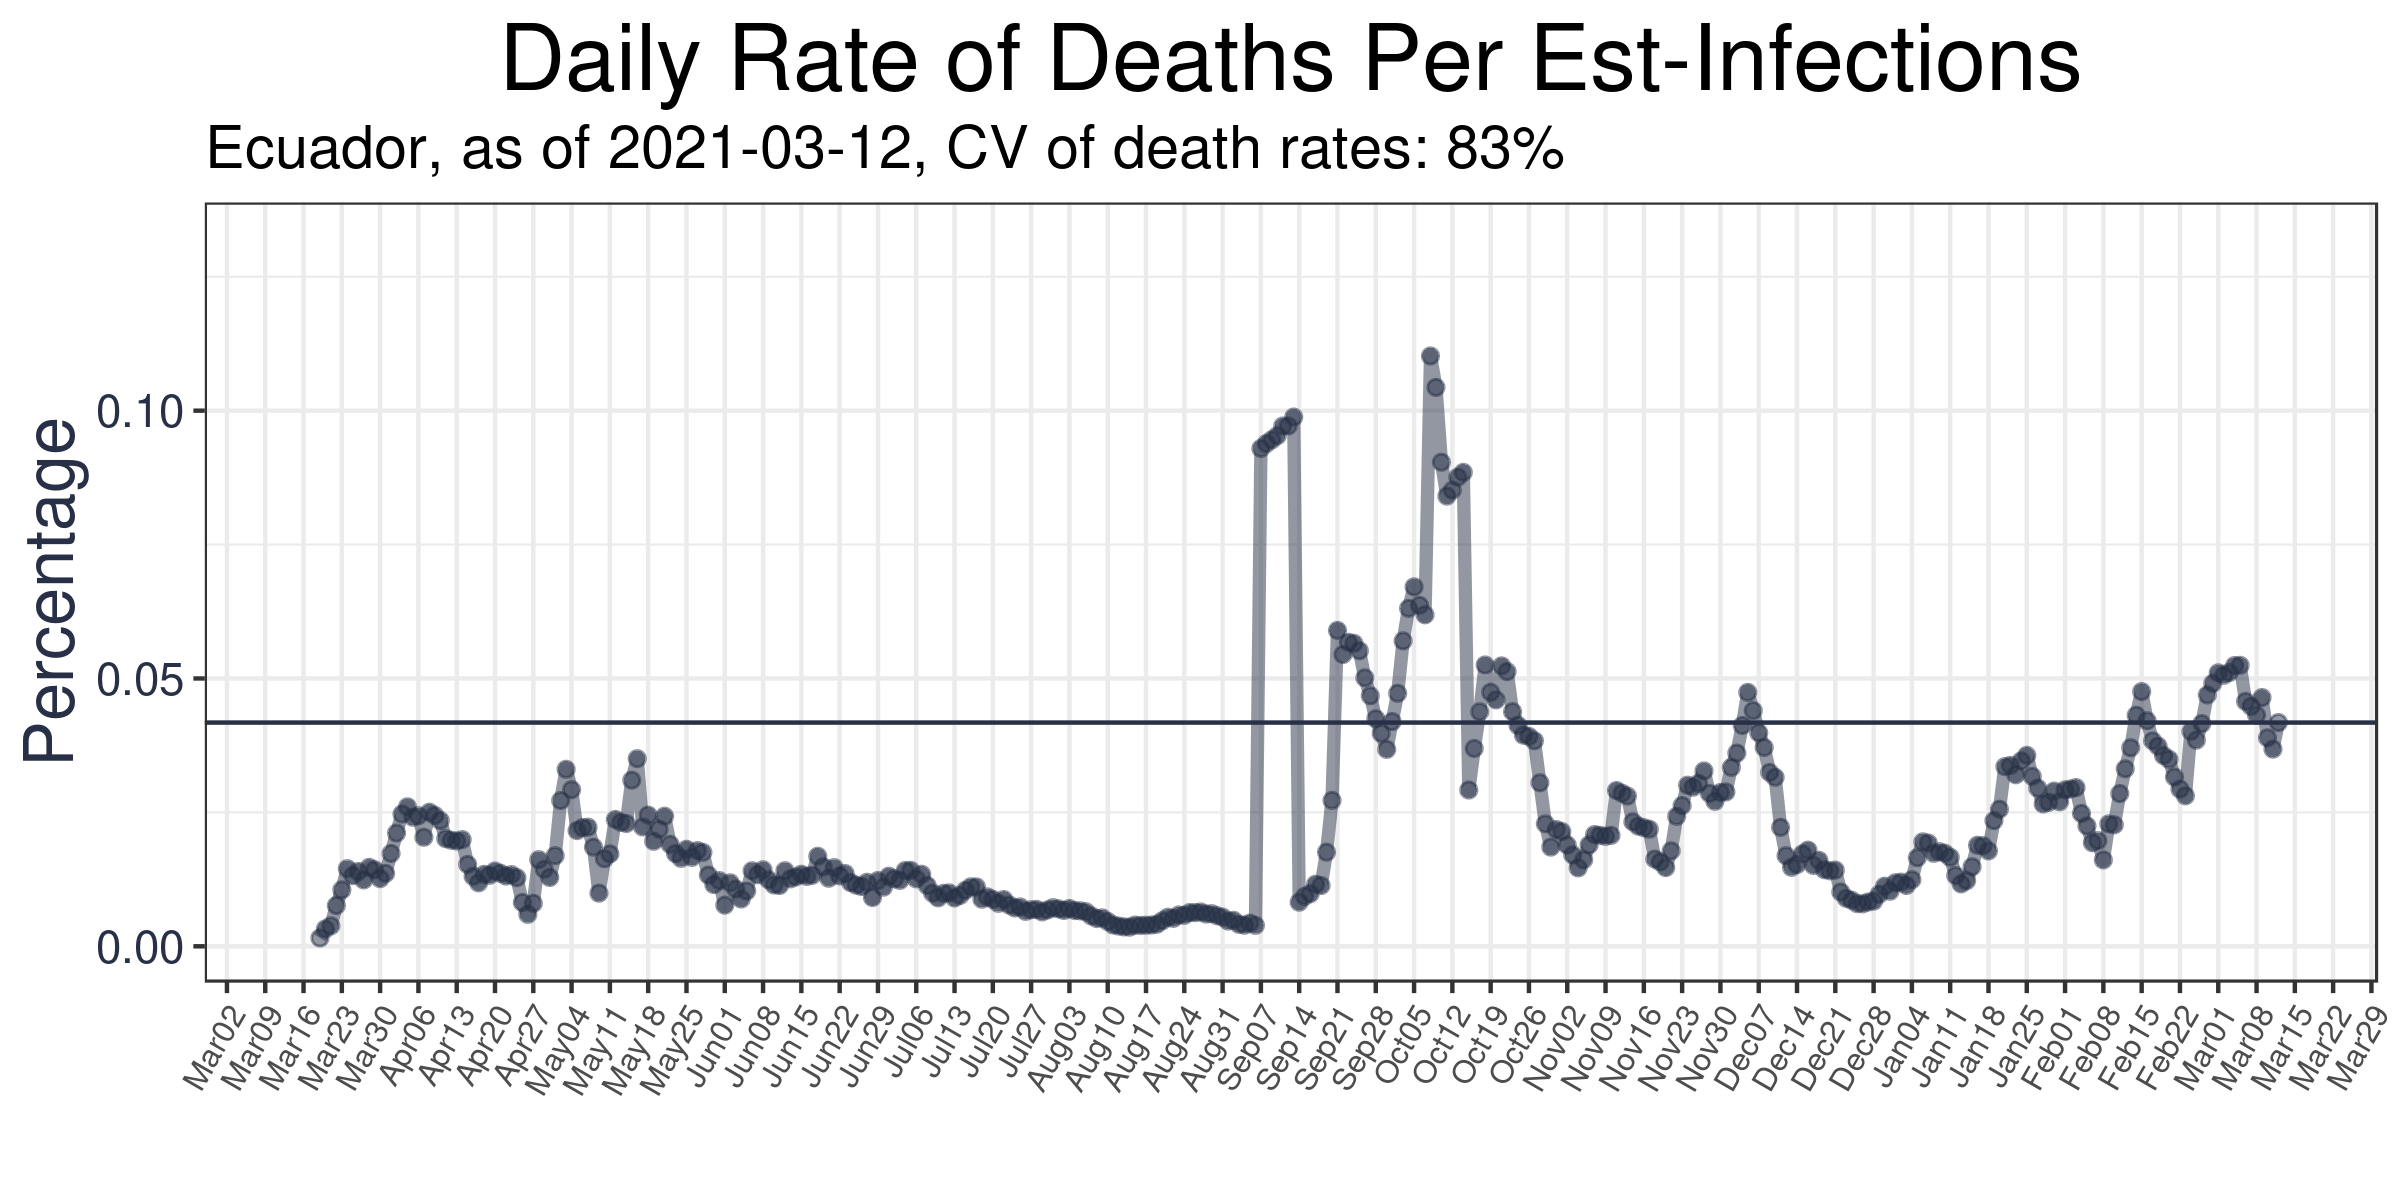 Daily Rate of Deaths Per Est-Infections
Ecuador, as of 2021-03-12, CV of death rates: 83%
Percentage
0.10
0.05
0.00
Mar02
Mar09
Mar16
Mar23
Mar30
Apr06
Apr13
Apr20
Apr27
May04
May11
May18
May25
Jun01
Jun08
Jun15
Jun22
Jun29
Jul06
Jul13
Jul20
Jul27
Aug03
Aug10
Aug17
Aug24
Aug31
Sep07
Sep14
Sep21
Sep28
Oct05
Oct12
Oct19
Oct26
Nov02
Nov09
Nov16
Nov23
Nov30
Dec07
Dec14
Dec21
Dec28
Jan04
Jan11
Jan18
Jan25
Feb01
Feb08
Feb15
Feb22
Mar01
Mar08
Mar15
Mar22
Mar29